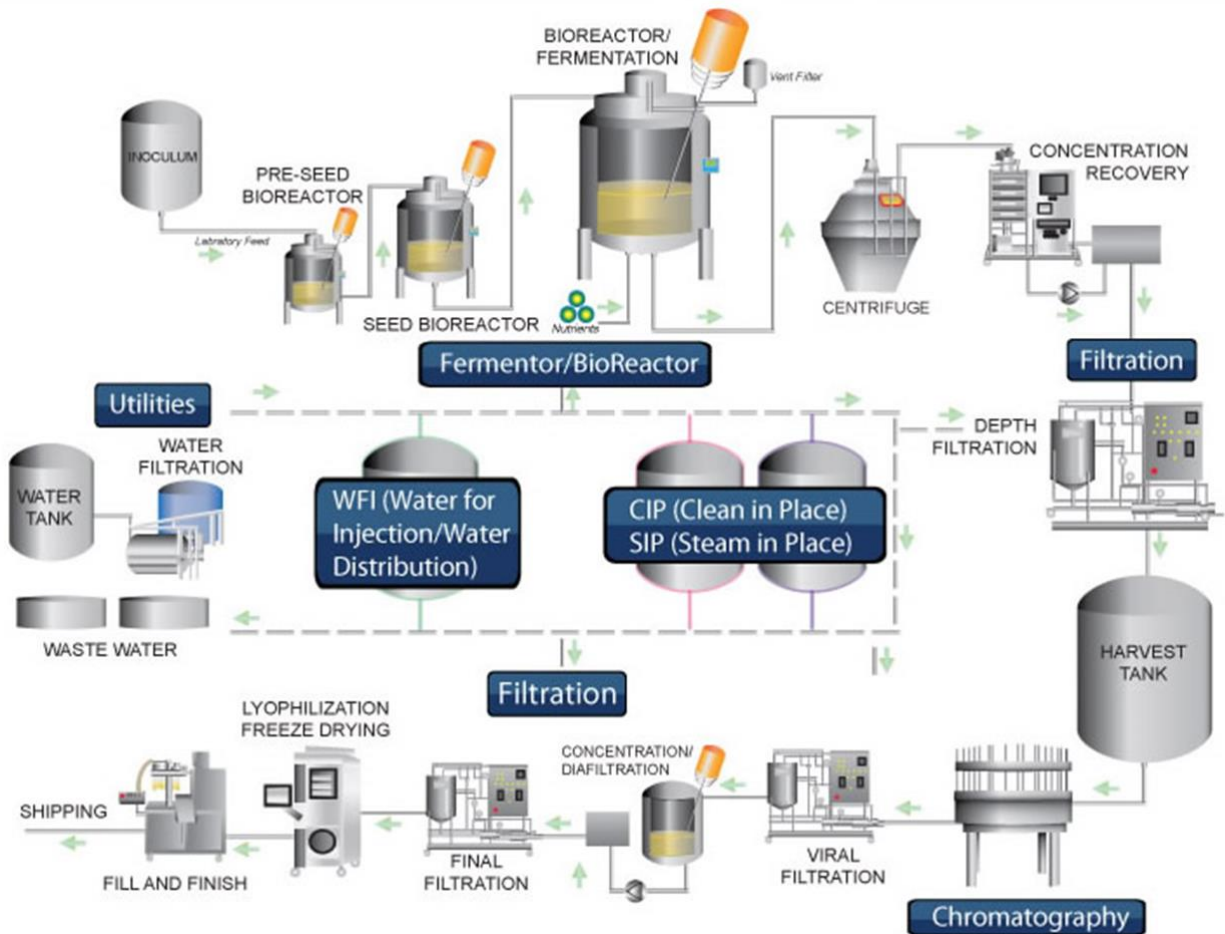 BIOREACTOR/
FERMENTATION
Vent Filter
INOCULUM
PRE-SEED
BIOREACTOR
Labratory Feed
SEED BIOREACTOR
Nutrients
CENTRIFUGE
CONCENTRATION
RECOVERY
Fermentor/BioReactor
Filtration
Utilities
WATER
FILTRATION
WATER
TANK
WASTE WATER
WFI (Water for
Injection/Water
Distribution)
CIP (Clean in Place)
SIP (Steam in Place)
DEPTH
FILTRATION
HARVEST
TANK
Filtration
LYOPHILIZATION
FREEZE DRYING
CONCENTRATION/
DIAFILTRATION
SHIPPING
FILL AND FINISH
FINAL
FILTRATION
VIRAL
FILTRATION
Chromatography